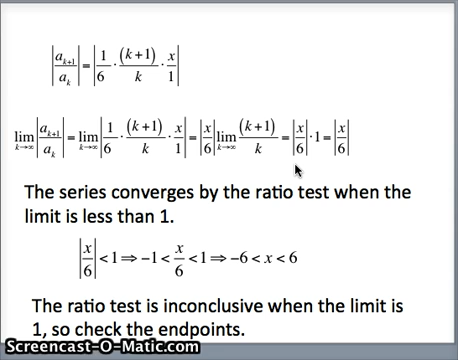 |a_{k+1}/a_k| = |1/6 · (k+1)/k · x/1|
lim_{k→∞} |a_{k+1}/a_k| = lim_{k→∞} |1/6 · (k+1)/k · x/1| = |x/6| lim_{k→∞} (k+1)/k = |x/6| · 1 = |x/6|
The series converges by the ratio test when the
limit is less than 1.
|x/6| < 1 ⇒ −1 < x/6 < 1 ⇒ −6 < x < 6
The ratio test is inconclusive when the limit is
1, so check the endpoints.
Screencast-O-Matic.com